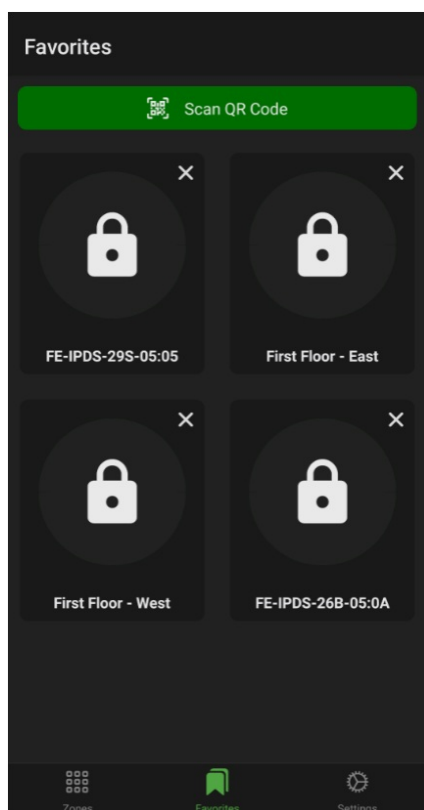 Favorites
Scan QR Code
FE-IPDS-29S-05:05
First Floor - East
First Floor - West
FE-IPDS-26B-05:0A
Zones
Favorites
Settings